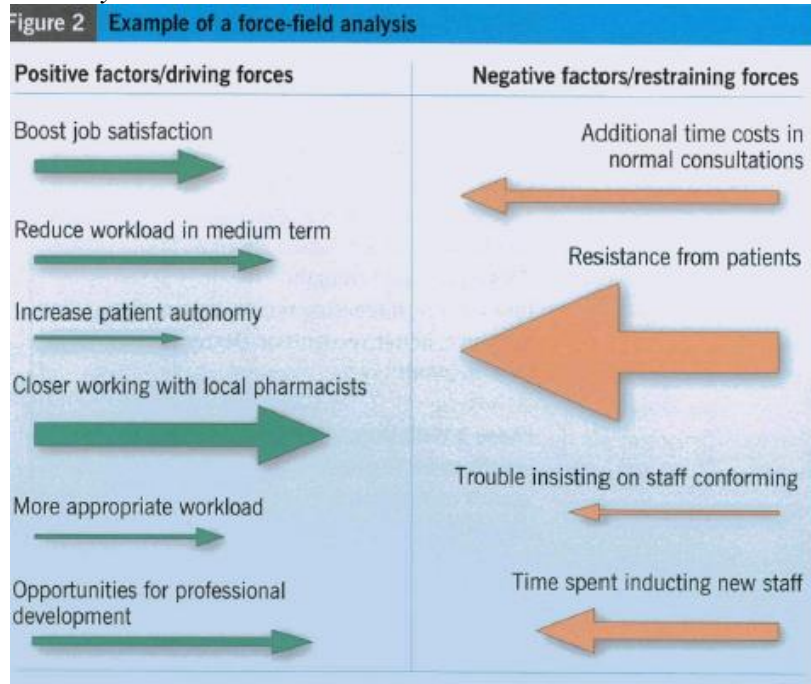 Figure 2 Example of a force-field analysis
Positive factors/driving forces
Negative factors/restraining forces
Boost job satisfaction
Reduce workload in medium term
Increase patient autonomy
Closer working with local pharmacists
More appropriate workload
Opportunities for professional
development
Additional time costs in
normal consultations
Resistance from patients
Trouble insisting on staff conforming
Time spent inducting new staff